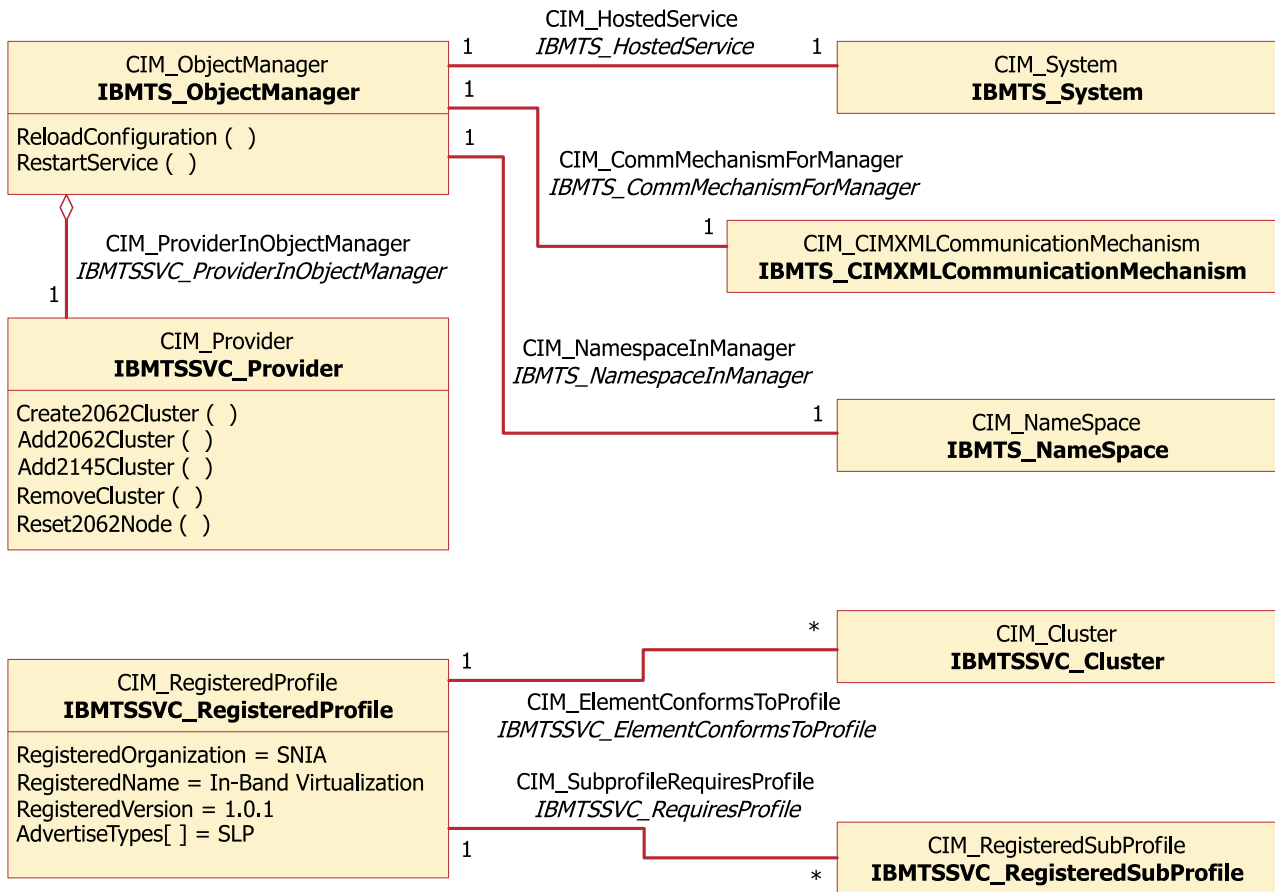 CIM_HostedService
IBMTS_HostedService
1
1
CIM_ObjectManager
IBMTS_ObjectManager
ReloadConfiguration ( )
RestartService ( )
CIM_System
IBMTS_System
1
1
CIM_CommMechanismForManager
IBMTS_CommMechanismForManager
1
CIM_CIMXMLCommunicationMechanism
IBMTS_CIMXMLCommunicationMechanism
CIM_ProviderInObjectManager
IBMTSSVC_ProviderInObjectManager
1
CIM_Provider
IBMTSSVC_Provider
Create2062Cluster ( )
Add2062Cluster ( )
Add2145Cluster ( )
RemoveCluster ( )
Reset2062Node ( )
CIM_NamespaceInManager
IBMTS_NamespaceInManager
1
CIM_NameSpace
IBMTS_NameSpace
*
CIM_Cluster
IBMTSSVC_Cluster
1
CIM_RegisteredProfile
IBMTSSVC_RegisteredProfile
RegisteredOrganization = SNIA
RegisteredName = In-Band Virtualization
RegisteredVersion = 1.0.1
AdvertiseTypes[ ] = SLP
CIM_ElementConformsToProfile
IBMTSSVC_ElementConformsToProfile
CIM_SubprofileRequiresProfile
IBMTSSVC_RequiresProfile
1
*
CIM_RegisteredSubProfile
IBMTSSVC_RegisteredSubProfile